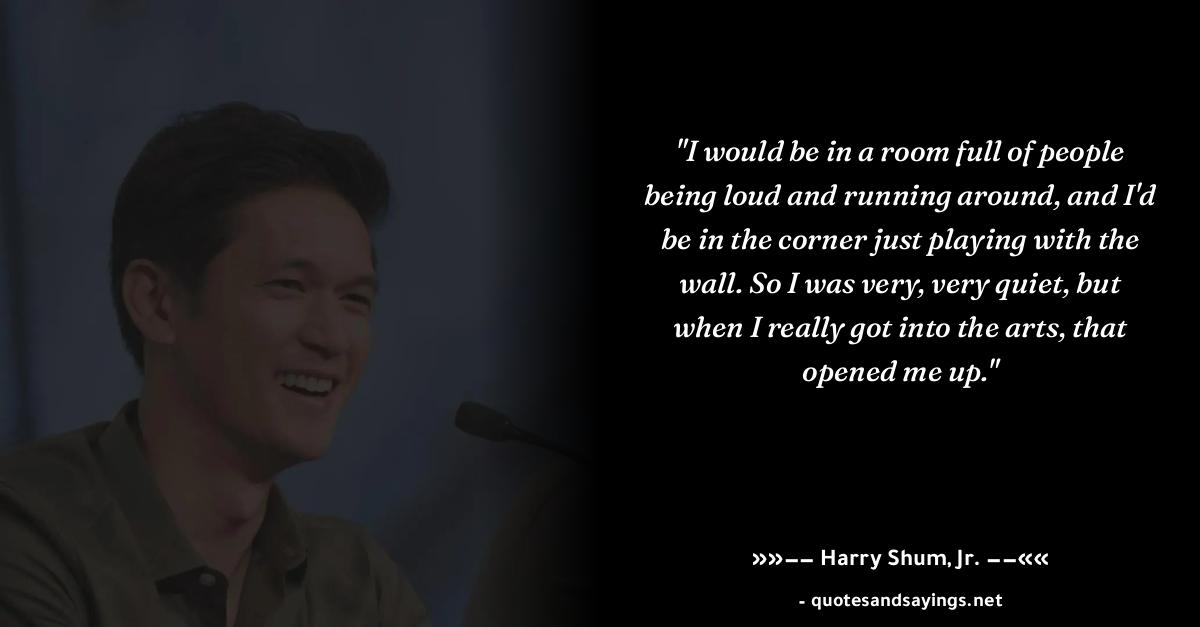 "I would be in a room full of people
being loud and running around, and I'd
be in the corner just playing with the
wall. So I was very, very quiet, but
when I really got into the arts, that
opened me up."
»»−− Harry Shum, Jr. −−««
- quotesandsayings.net